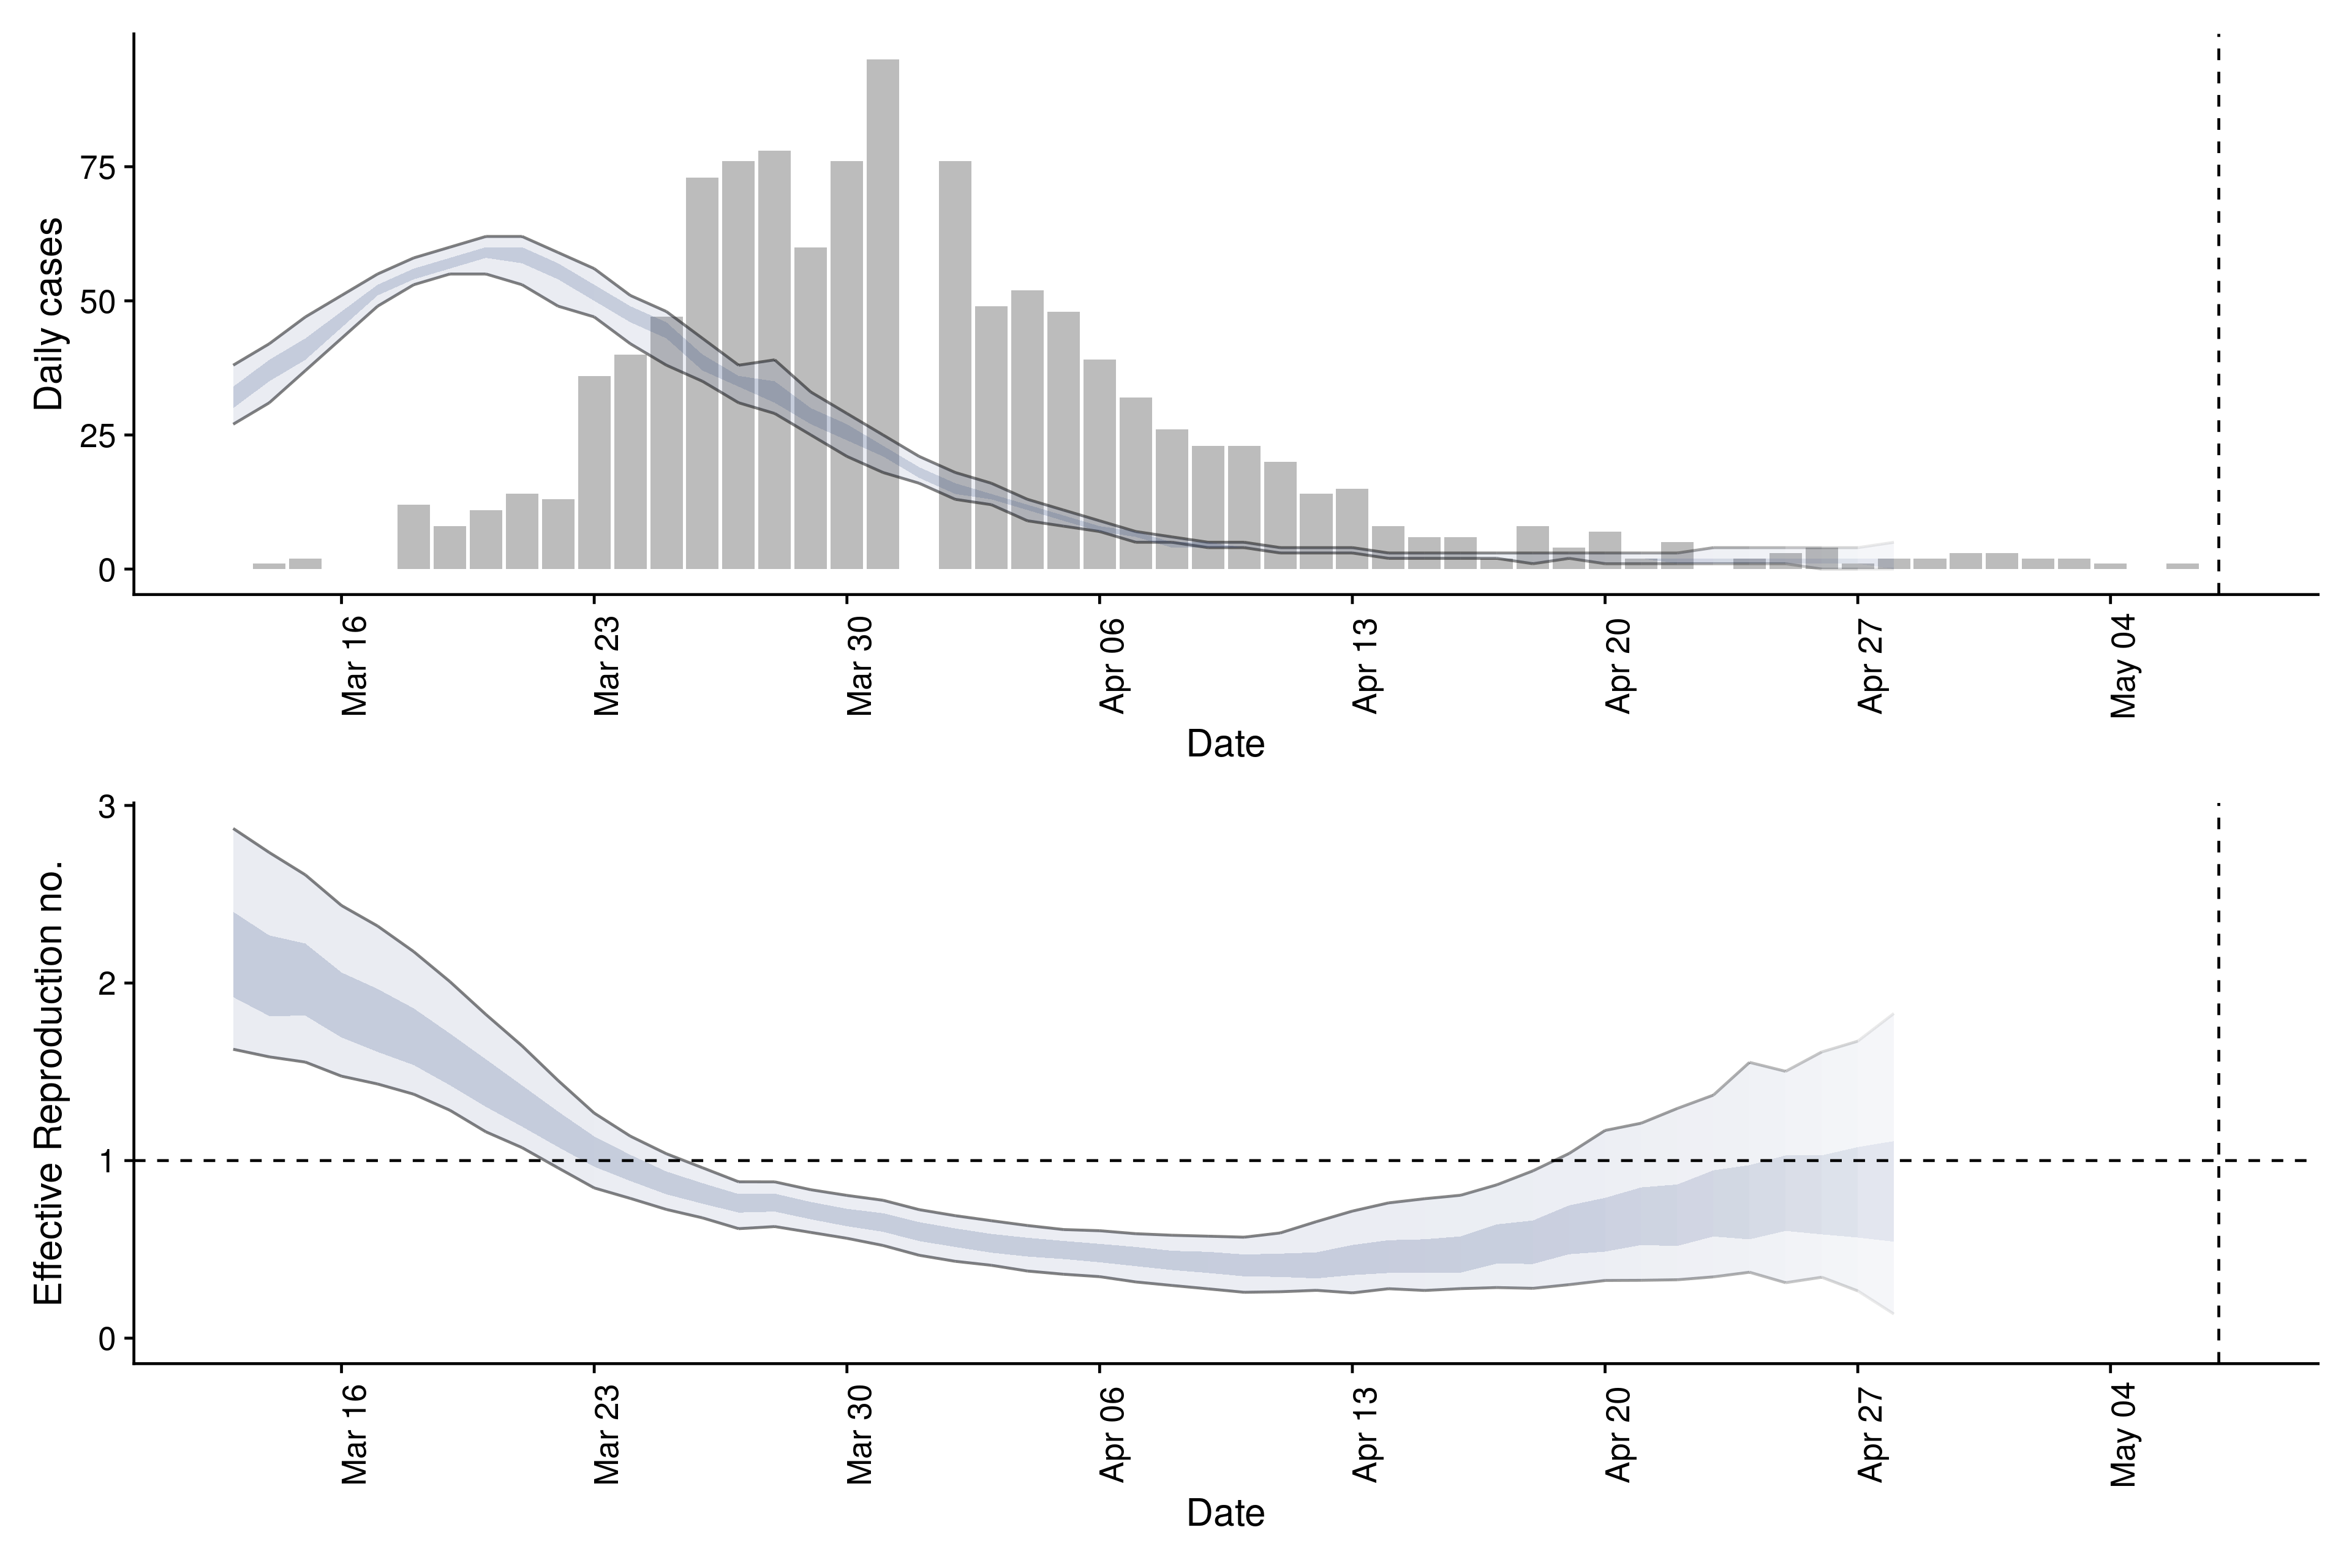 Daily cases
75
50
25
0
Mar 16
Mar 23
Mar 30
Apr 06
Apr 13
Apr 20
Apr 27
May 04
Date
Effective Reproduction no.
3
2
1
0
Mar 16
Mar 23
Mar 30
Apr 06
Apr 13
Apr 20
Apr 27
May 04
Date